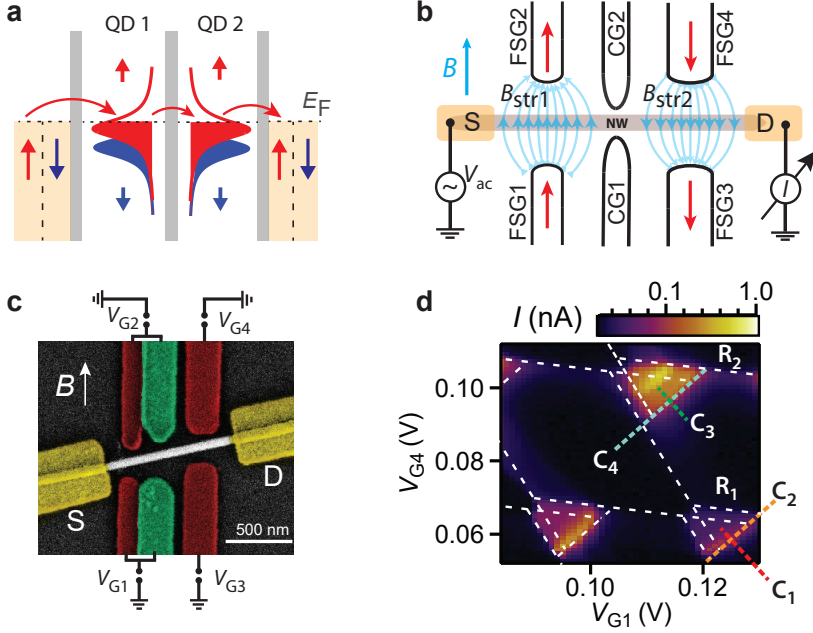 a
QD 1 QD 2
E_F
b
B
FSG2
CG2
FSG4
B_str1
B_str2
S
NW
D
V_ac
~
I
FSG1
CG1
FSG3
c
V_G2
V_G4
B
S
D
500 nm
V_G1
V_G3
d
I (nA)
0.1 1.0
R_2
0.10
C_3
C_4
V_G4 (V)
0.08
R_1
C_2
0.06
C_1
0.10 0.12
V_G1 (V)